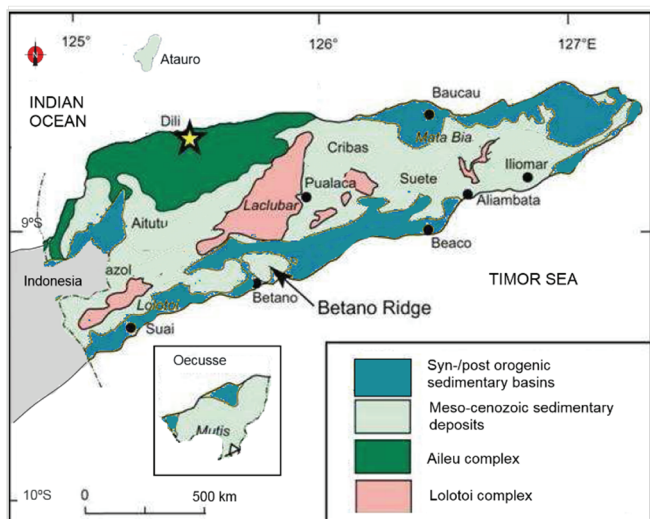 125°
126°
127°E
N
Atauro
INDIAN
OCEAN
Dili
Baucau
Mata Bia
Cribas
Iliomar
Pualaca
Suete
Laclubar
Aliambata
Aitutu
9°S
Beaco
Indonesia
azol
TIMOR SEA
Lolotoi
Betano
Betano Ridge
Suai
Oecusse
Mutis
Syn-/post orogenic
sedimentary basins
Meso-cenozoic sedimentary
deposits
Aileu complex
Lolotoi complex
10°S
0 500 km